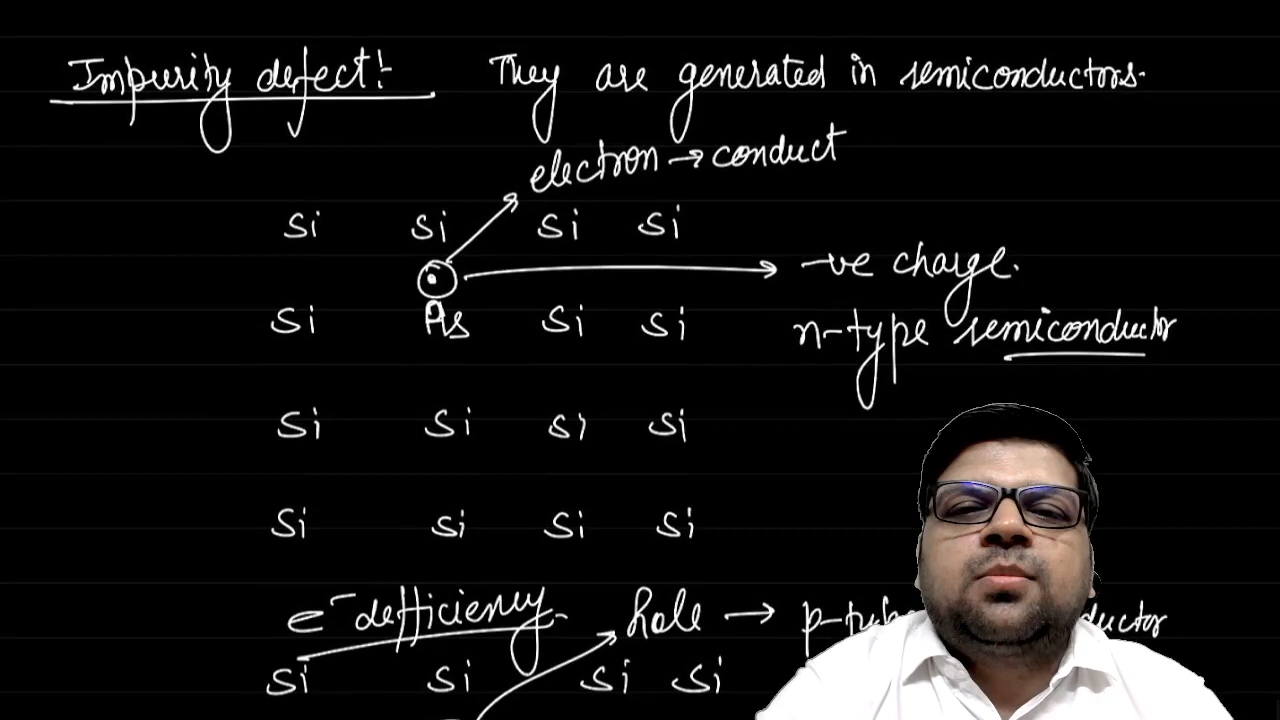 Impurity defect:- They are generated in semiconductors.
electron → conduct
Si Si Si Si
-ve charge.
Si As Si Si
n-type semiconductor
Si Si Si Si
Si Si Si Si
e⁻ defficiency. hole → p-type
Si Si Si Si